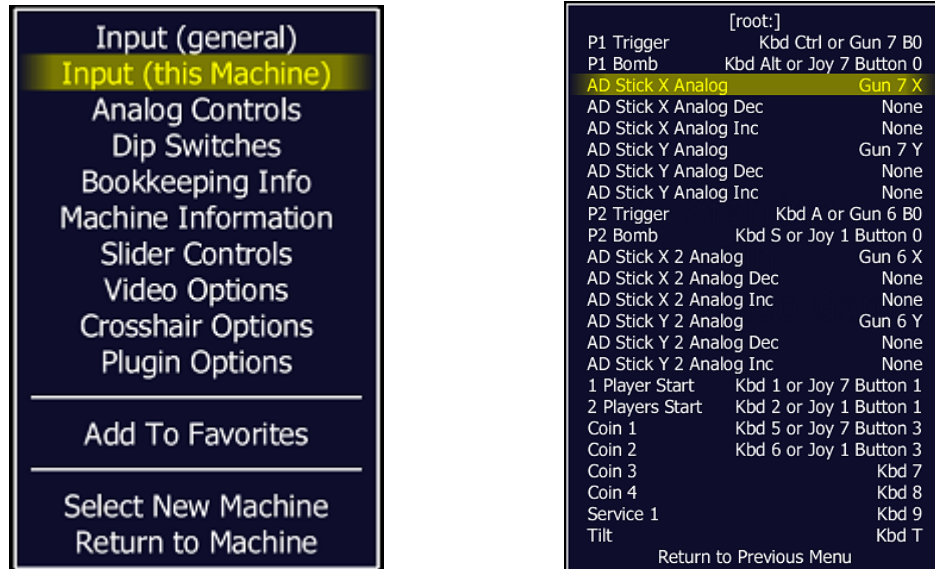 Input (general)
Input (this Machine)
Analog Controls
Dip Switches
Bookkeeping Info
Machine Information
Slider Controls
Video Options
Crosshair Options
Plugin Options
Add To Favorites
Select New Machine
Return to Machine
[root:]
P1 Trigger Kbd Ctrl or Gun 7 B0
P1 Bomb Kbd Alt or Joy 7 Button 0
AD Stick X Analog Gun 7 X
AD Stick X Analog Dec None
AD Stick X Analog Inc None
AD Stick Y Analog Gun 7 Y
AD Stick Y Analog Dec None
AD Stick Y Analog Inc None
P2 Trigger Kbd A or Gun 6 B0
P2 Bomb Kbd S or Joy 1 Button 0
AD Stick X 2 Analog Gun 6 X
AD Stick X 2 Analog Dec None
AD Stick X 2 Analog Inc None
AD Stick Y 2 Analog Gun 6 Y
AD Stick Y 2 Analog Dec None
AD Stick Y 2 Analog Inc None
1 Player Start Kbd 1 or Joy 7 Button 1
2 Players Start Kbd 2 or Joy 1 Button 1
Coin 1 Kbd 5 or Joy 7 Button 3
Coin 2 Kbd 6 or Joy 1 Button 3
Coin 3 Kbd 7
Coin 4 Kbd 8
Service 1 Kbd 9
Tilt Kbd T
Return to Previous Menu